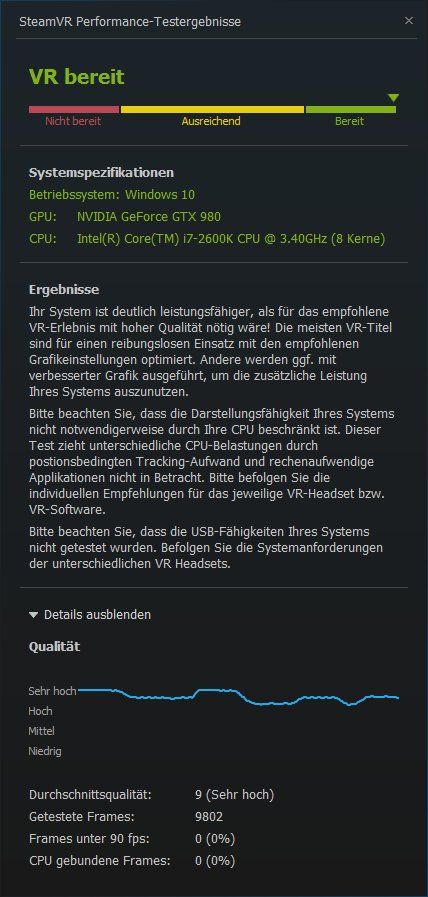 SteamVR Performance-Testergebnisse
VR bereit
Nicht bereit
Ausreichend
Bereit
Systemspezifikationen
Betriebssystem: Windows 10
GPU: NVIDIA GeForce GTX 980
CPU: Intel(R) Core(TM) i7-2600K CPU @ 3.40GHz (8 Kerne)
Ergebnisse
Ihr System ist deutlich leistungsfähiger, als für das empfohlene
VR-Erlebnis mit hoher Qualität nötig wäre! Die meisten VR-Titel
sind für einen reibungslosen Einsatz mit den empfohlenen
Grafikeinstellungen optimiert. Andere werden ggf. mit
verbesserter Grafik ausgeführt, um die zusätzliche Leistung
Ihres Systems auszunutzen.
Bitte beachten Sie, dass die Darstellungsfähigkeit Ihres Systems
nicht notwendigerweise durch Ihre CPU beschränkt ist. Dieser
Test zieht unterschiedliche CPU-Belastungen durch
postionsbedingten Tracking-Aufwand und rechenaufwendige
Applikationen nicht in Betracht. Bitte befolgen Sie die
individuellen Empfehlungen für das jeweilige VR-Headset bzw.
VR-Software.
Bitte beachten Sie, dass die USB-Fähigkeiten Ihres Systems
nicht getestet wurden. Befolgen Sie die Systemanforderungen
der unterschiedlichen VR Headsets.
Details ausblenden
Qualität
Sehr hoch
Hoch
Mittel
Niedrig
Durchschnittsqualität: 9 (Sehr hoch)
Getestete Frames: 9802
Frames unter 90 fps: 0 (0%)
CPU gebundene Frames: 0 (0%)